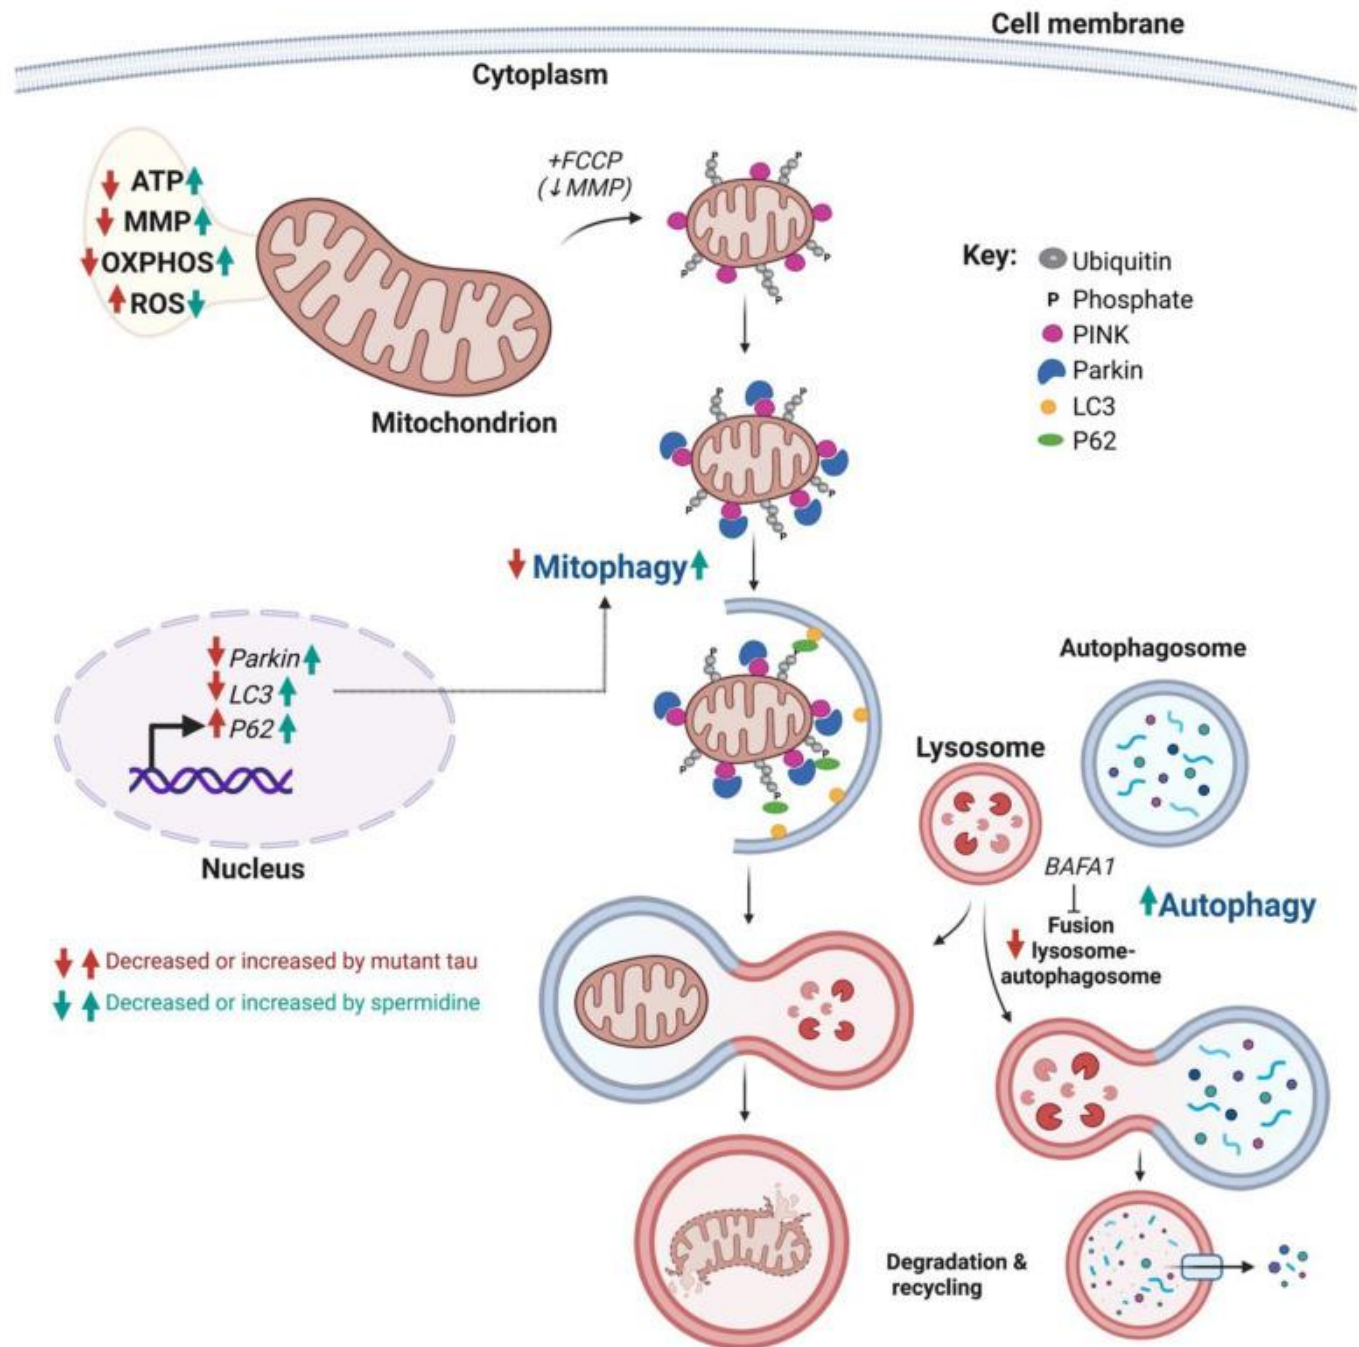 Cell membrane
Cytoplasm
ATP
MMP
OXPHOS
ROS
Mitochondrion
+FCCP
(↓MMP)
P
P
P
P
P
Key:
Ubiquitin
P Phosphate
PINK
Parkin
LC3
P62
P
P
P
P
P
Mitophagy
Parkin
LC3
P62
Nucleus
P
P
P
P
P
Autophagosome
Lysosome
BAFA1
Autophagy
Fusion
lysosome-
autophagosome
Decreased or increased by mutant tau
Decreased or increased by spermidine
Degradation &
recycling